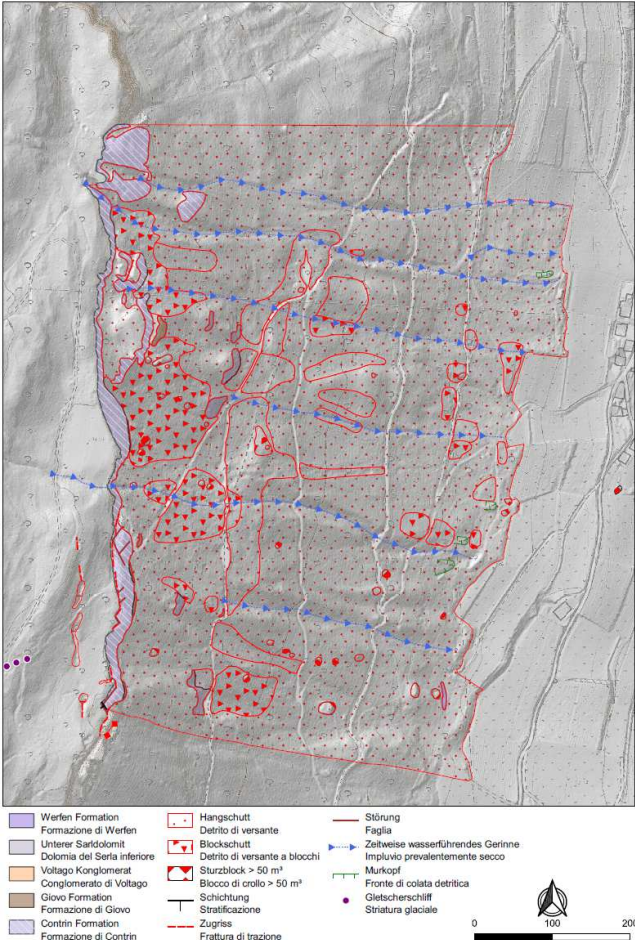 Werfen Formation
Formazione di Werfen
Unterer Sarldolomit
Dolomia del Serla inferiore
Voltago Konglomerat
Conglomerato di Voltago
Giovo Formation
Formazione di Giovo
Contrin Formation
Formazione di Contrin
Hangschutt
Detrito di versante
Blockschutt
Detrito di versante a blocchi
Sturzblock > 50 m³
Blocco di crollo > 50 m³
Schichtung
Stratificazione
Zugriss
Frattura di trazione
Störung
Faglia
Zeitweise wasserführendes Gerinne
Impluvio prevalentemente secco
Murkopf
Fronte di colata detritica
Gletscherschliff
Striatura glaciale
0 100 200